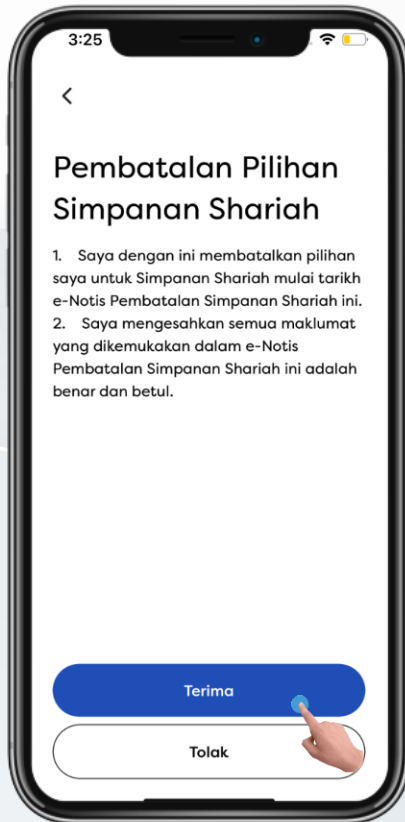 3:25
Pembatalan Pilihan
Simpanan Shariah
1. Saya dengan ini membatalkan pilihan
saya untuk Simpanan Shariah mulai tarikh
e-Notis Pembatalan Simpanan Shariah ini.
2. Saya mengesahkan semua maklumat
yang dikemukakan dalam e-Notis
Pembatalan Simpanan Shariah ini adalah
benar dan betul.
Terima
Tolak